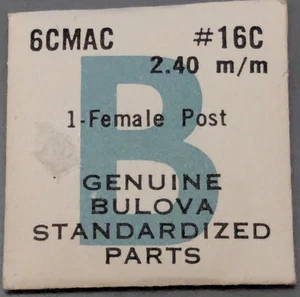 6CMAC #16C
2.40 m/m
1-Female Post
B
GENUINE
BULOVA
STANDARDIZED
PARTS